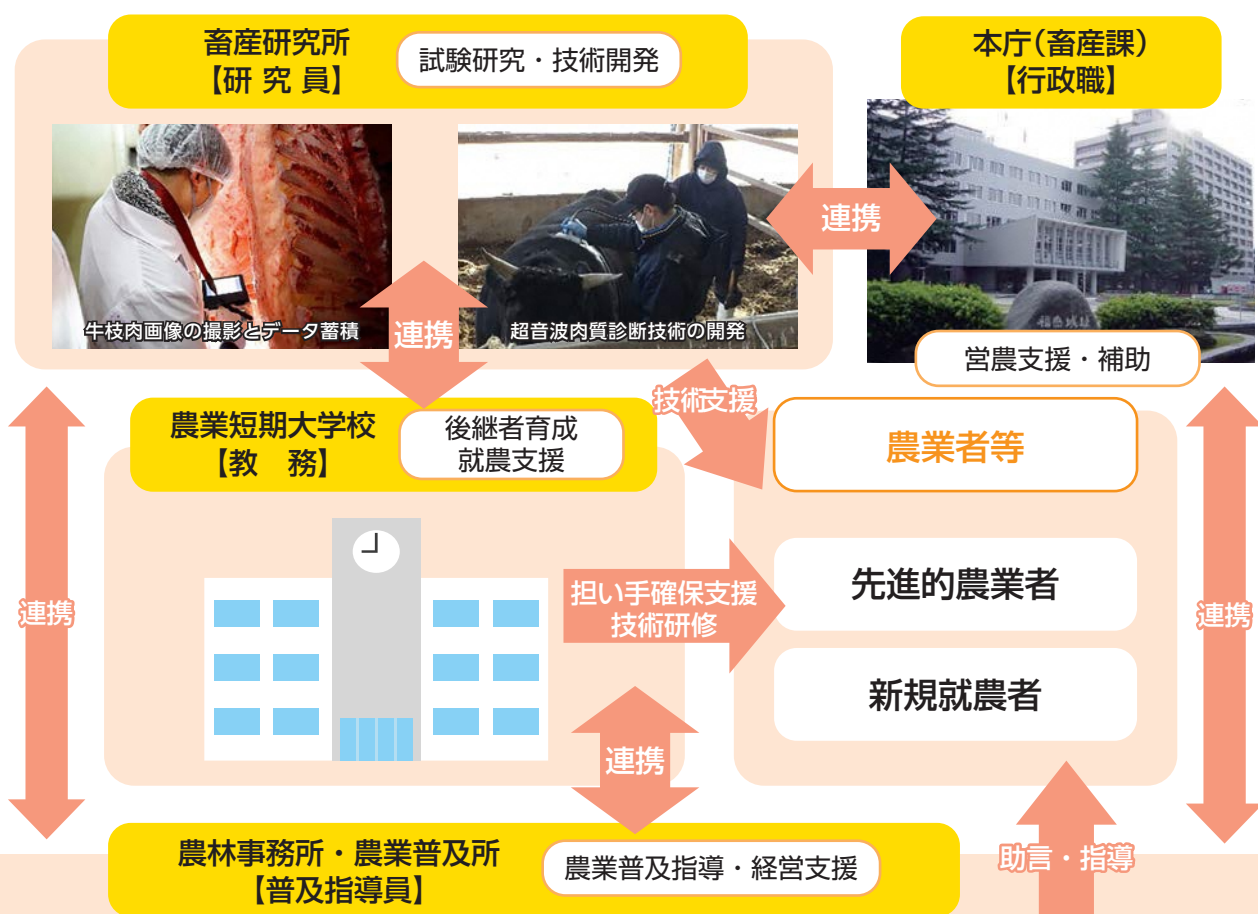 畜産研究所
【研 究 員】
試験研究・技術開発
本庁（畜産課）
【行政職】
牛枝肉画像の撮影とデータ蓄積
超音波肉質診断技術の開発
連携
連携
福島城址
営農支援・補助
技術支援
農業短期大学校
【教　務】
後継者育成
就農支援
農業者等
先進的農業者
新規就農者
担い手確保支援
技術研修
連携
連携
連携
農林事務所・農業普及所
【普及指導員】
農業普及指導・経営支援
助言・指導